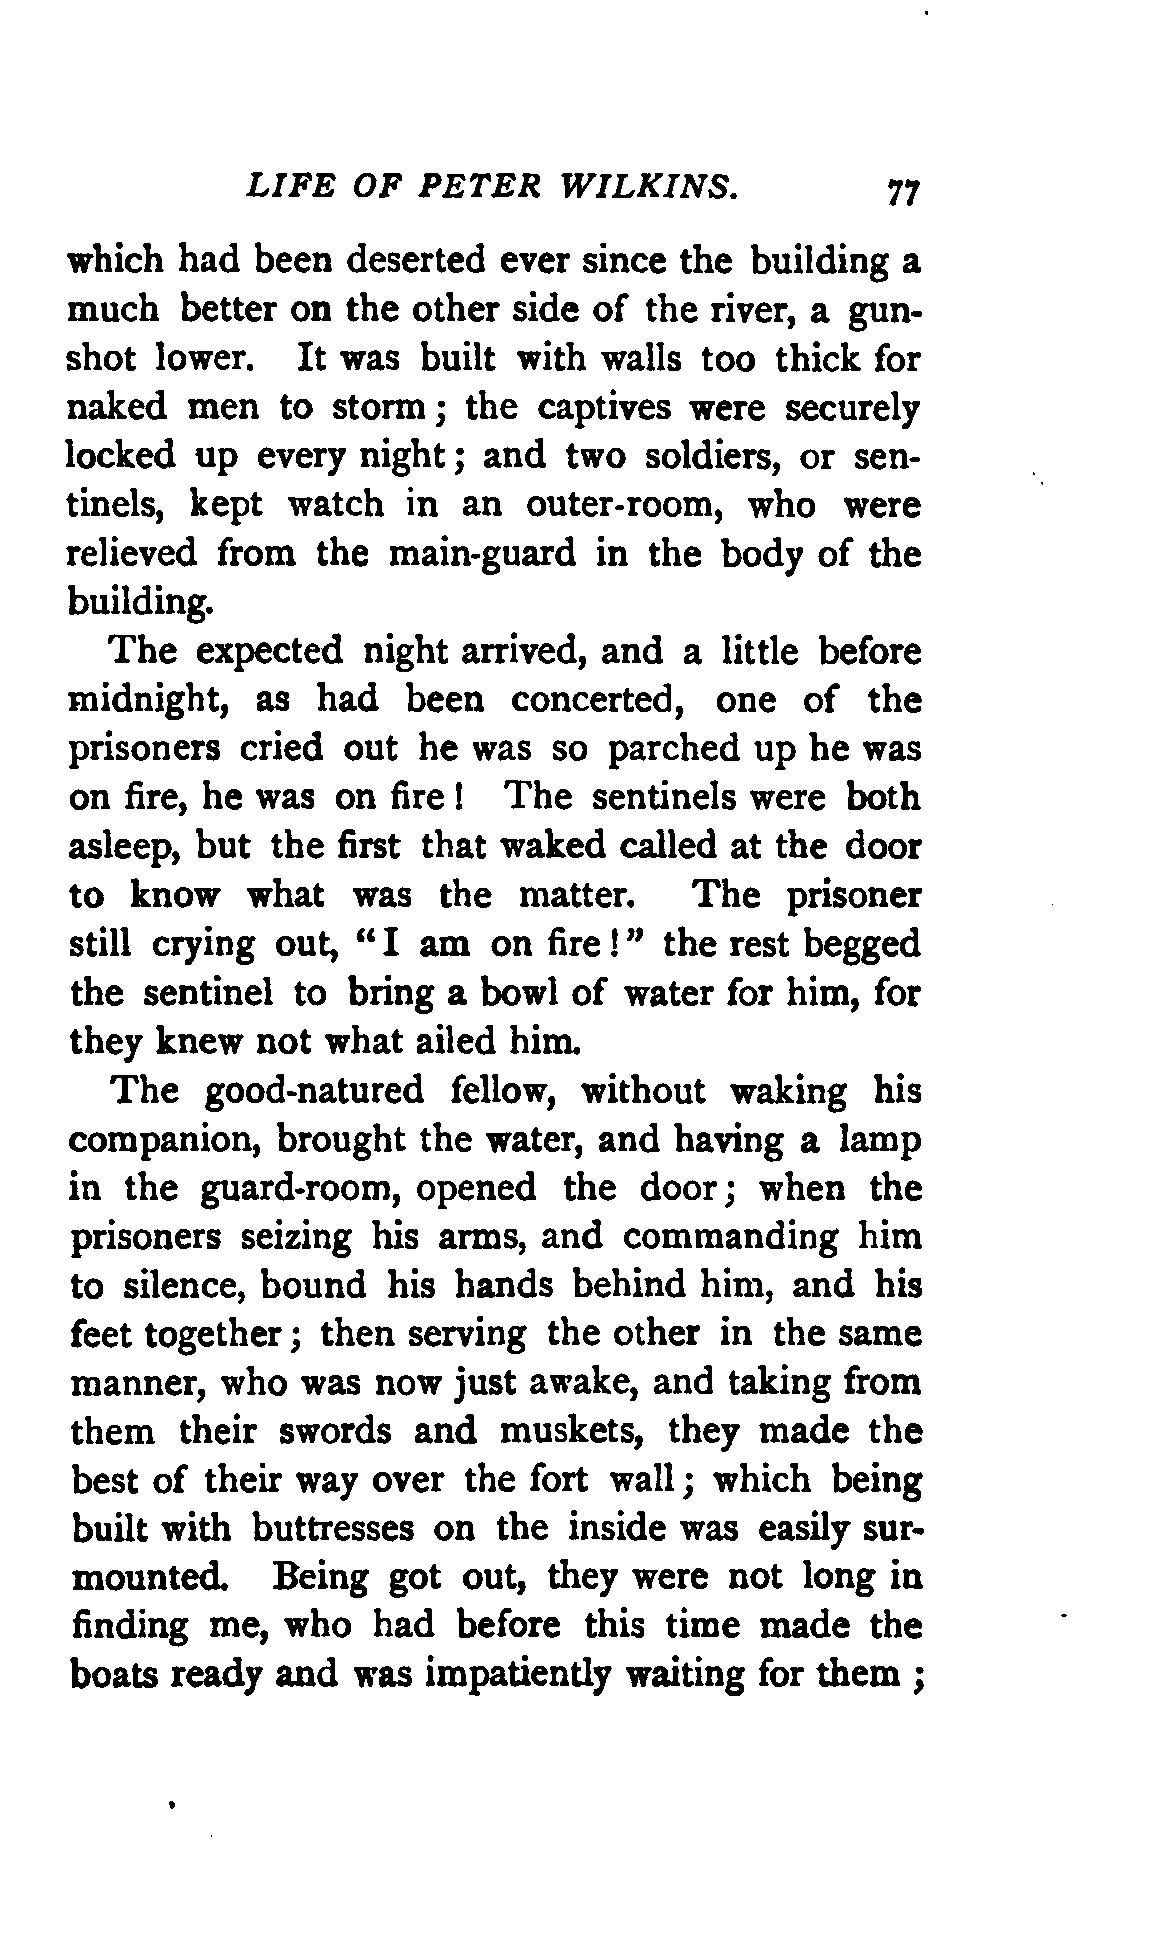 LIFE OF PETER WILKINS. 77
which had been deserted ever since the building a
much better on the other side of the river, a gun-
shot lower. It was built with walls too thick for
naked men to storm; the captives were securely
locked up every night; and two soldiers, or sen-
tinels, kept watch in an outer-room, who were
relieved from the main-guard in the body of the
building.
The expected night arrived, and a little before
midnight, as had been concerted, one of the
prisoners cried out he was so parched up he was
on fire, he was on fire! The sentinels were both
asleep, but the first that waked called at the door
to know what was the matter. The prisoner
still crying out, "I am on fire!" the rest begged
the sentinel to bring a bowl of water for him, for
they knew not what ailed him.
The good-natured fellow, without waking his
companion, brought the water, and having a lamp
in the guard-room, opened the door; when the
prisoners seizing his arms, and commanding him
to silence, bound his hands behind him, and his
feet together; then serving the other in the same
manner, who was now just awake, and taking from
them their swords and muskets, they made the
best of their way over the fort wall; which being
built with buttresses on the inside was easily sur-
mounted. Being got out, they were not long in
finding me, who had before this time made the
boats ready and was impatiently waiting for them;